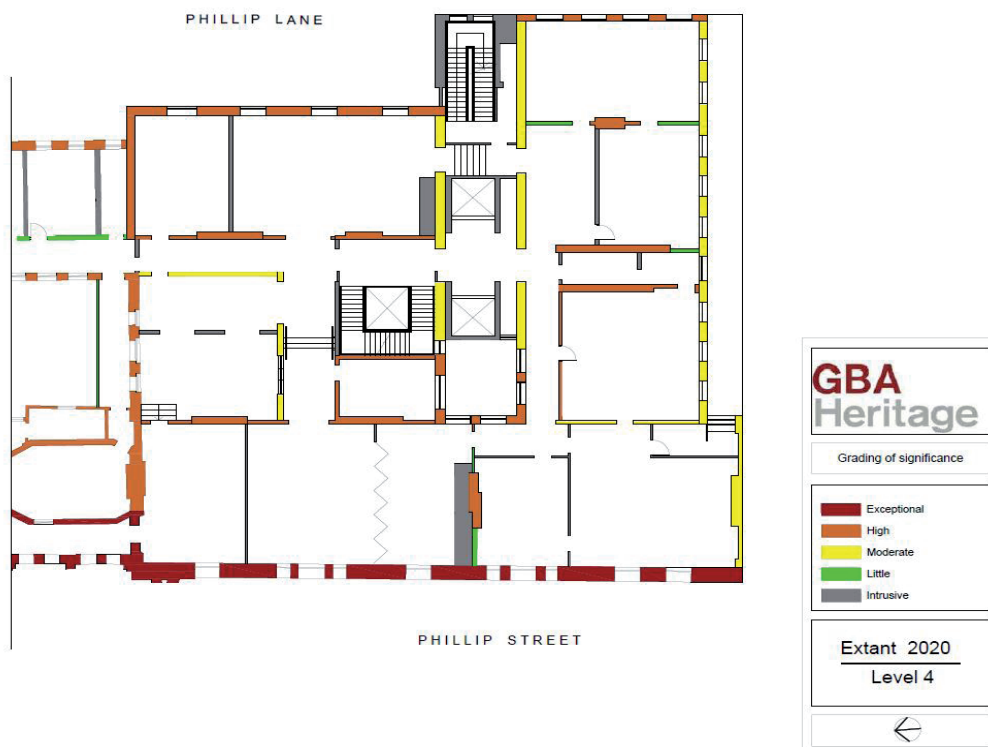 PHILLIP LANE
GBA
Heritage
Grading of significance
Exceptional
High
Moderate
Little
Intrusive
PHILLIP STREET
Extant 2020
Level 4